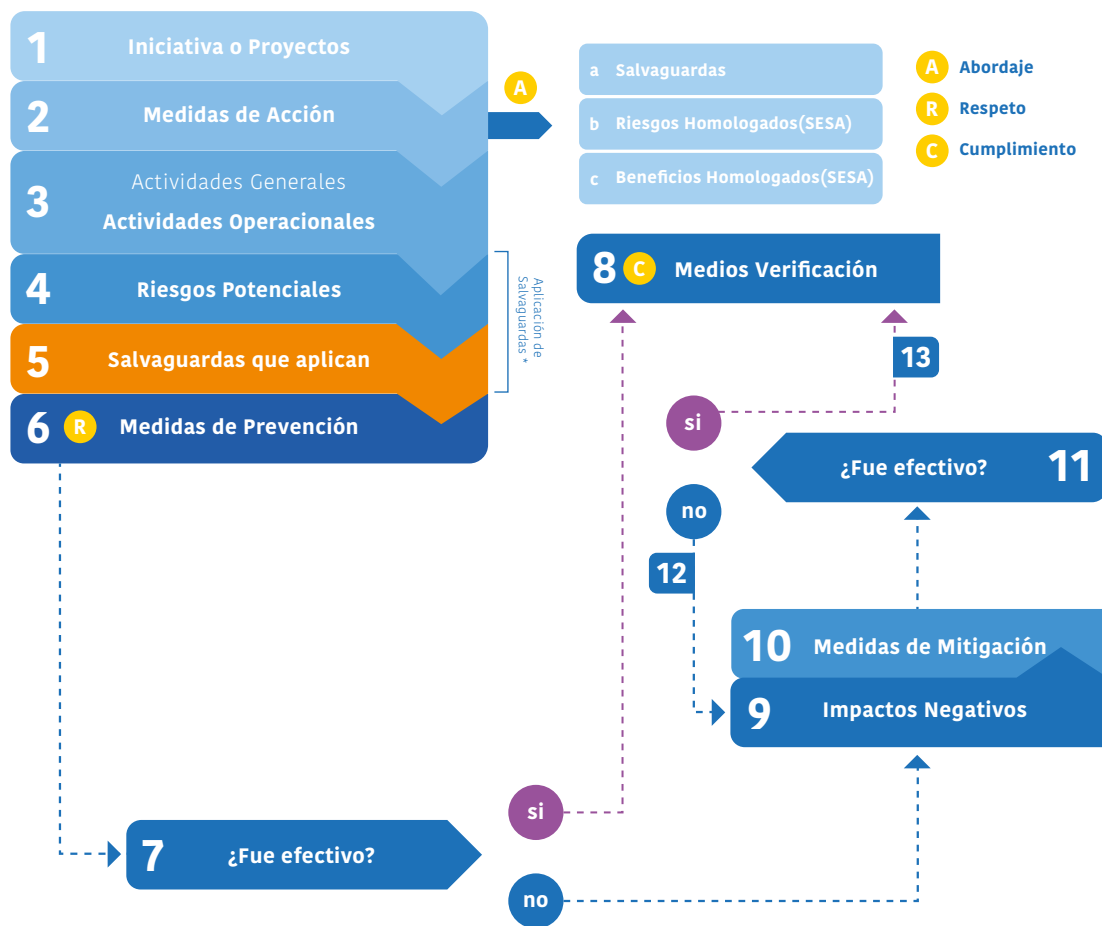 1 Iniciativa o Proyectos
2 Medidas de Acción
3 Actividades Generales
Actividades Operacionales
4 Riesgos Potenciales
5 Salvaguardas que aplican
6 R Medidas de Prevención
Aplicación de
Salvaguardas *
A
a Salvaguardas
b Riesgos Homologados(SESA)
c Beneficios Homologados(SESA)
A Abordaje
R Respeto
C Cumplimiento
8 C Medios Verificación
13
si
¿Fue efectivo? 11
no
12
10 Medidas de Mitigación
9 Impactos Negativos
si
7 ¿Fue efectivo?
no